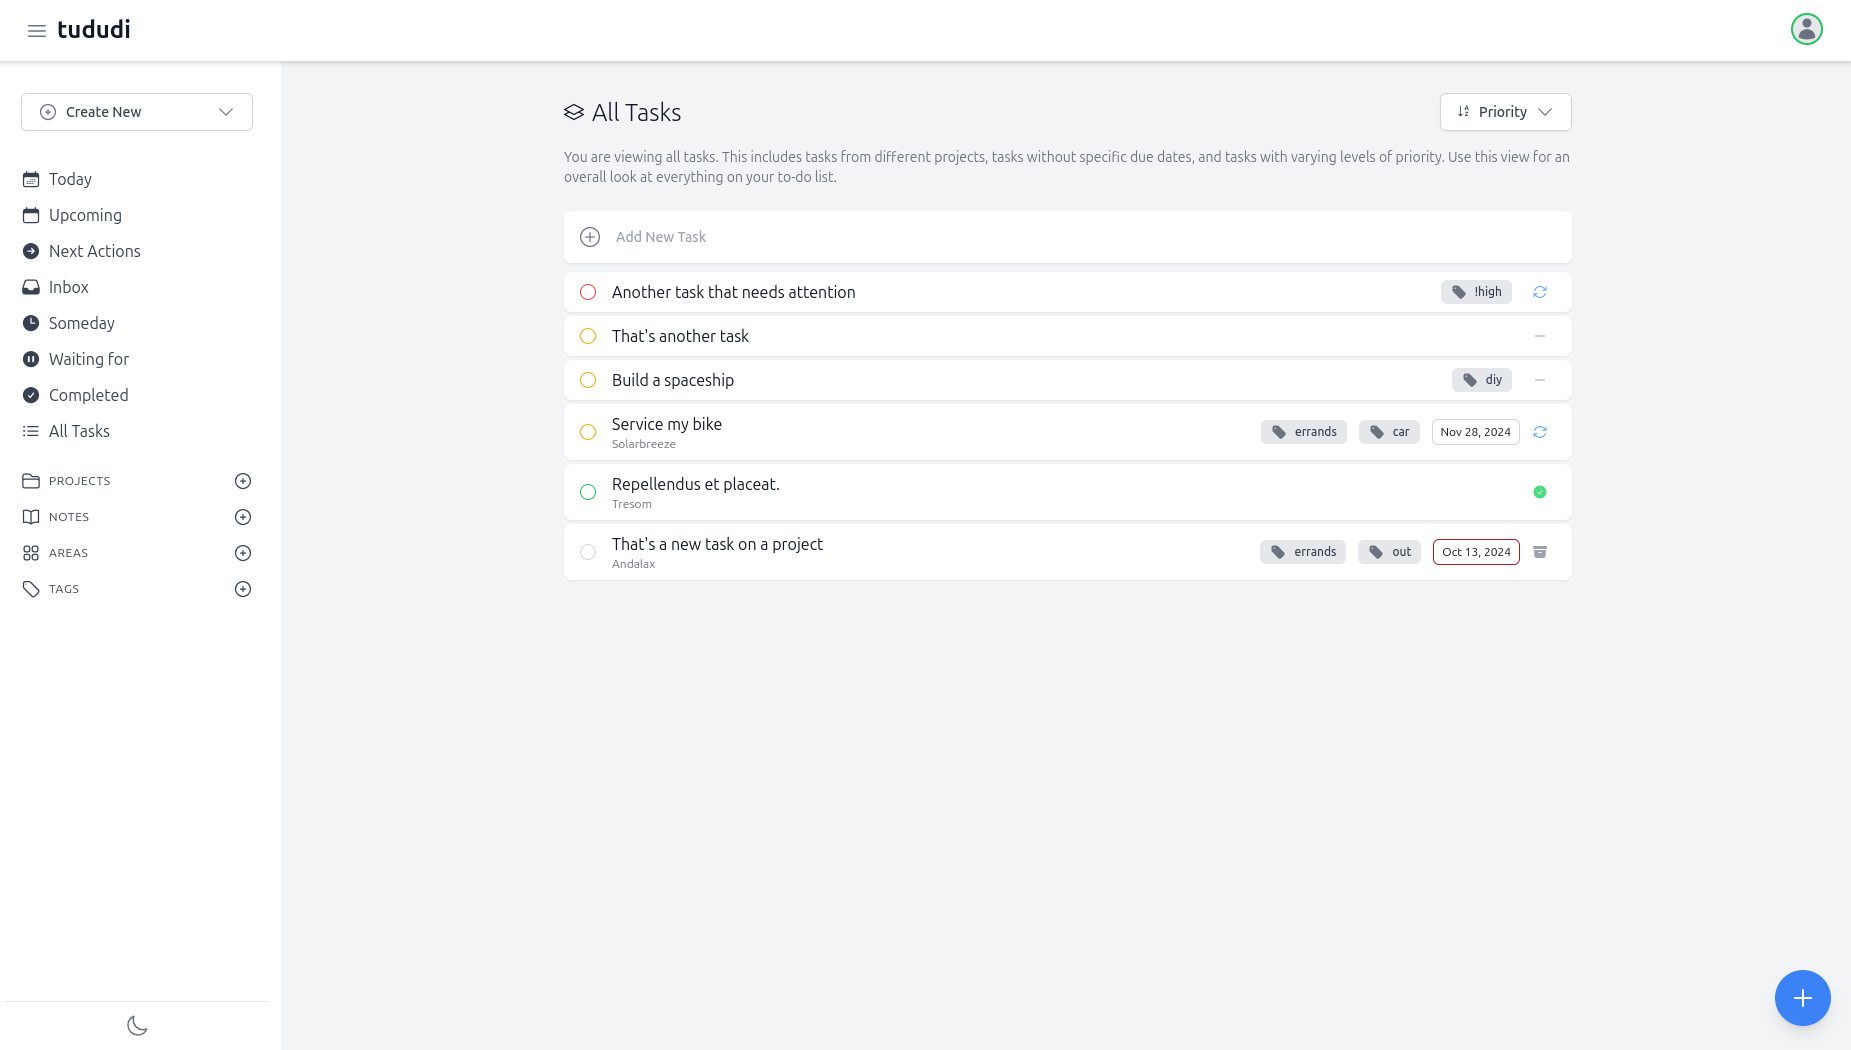 tududi
Create New
Today
Upcoming
Next Actions
Inbox
Someday
Waiting for
Completed
All Tasks
PROJECTS
NOTES
AREAS
TAGS
All Tasks
Priority
You are viewing all tasks. This includes tasks from different projects, tasks without specific due dates, and tasks with varying levels of priority. Use this view for an
overall look at everything on your to-do list.
Add New Task
Another task that needs attention !high
That's another task
Build a spaceship diy
Service my bike errands car Nov 28, 2024
Solarbreeze
Repellendus et placeat.
Tresom
That's a new task on a project errands out Oct 13, 2024
Andalax